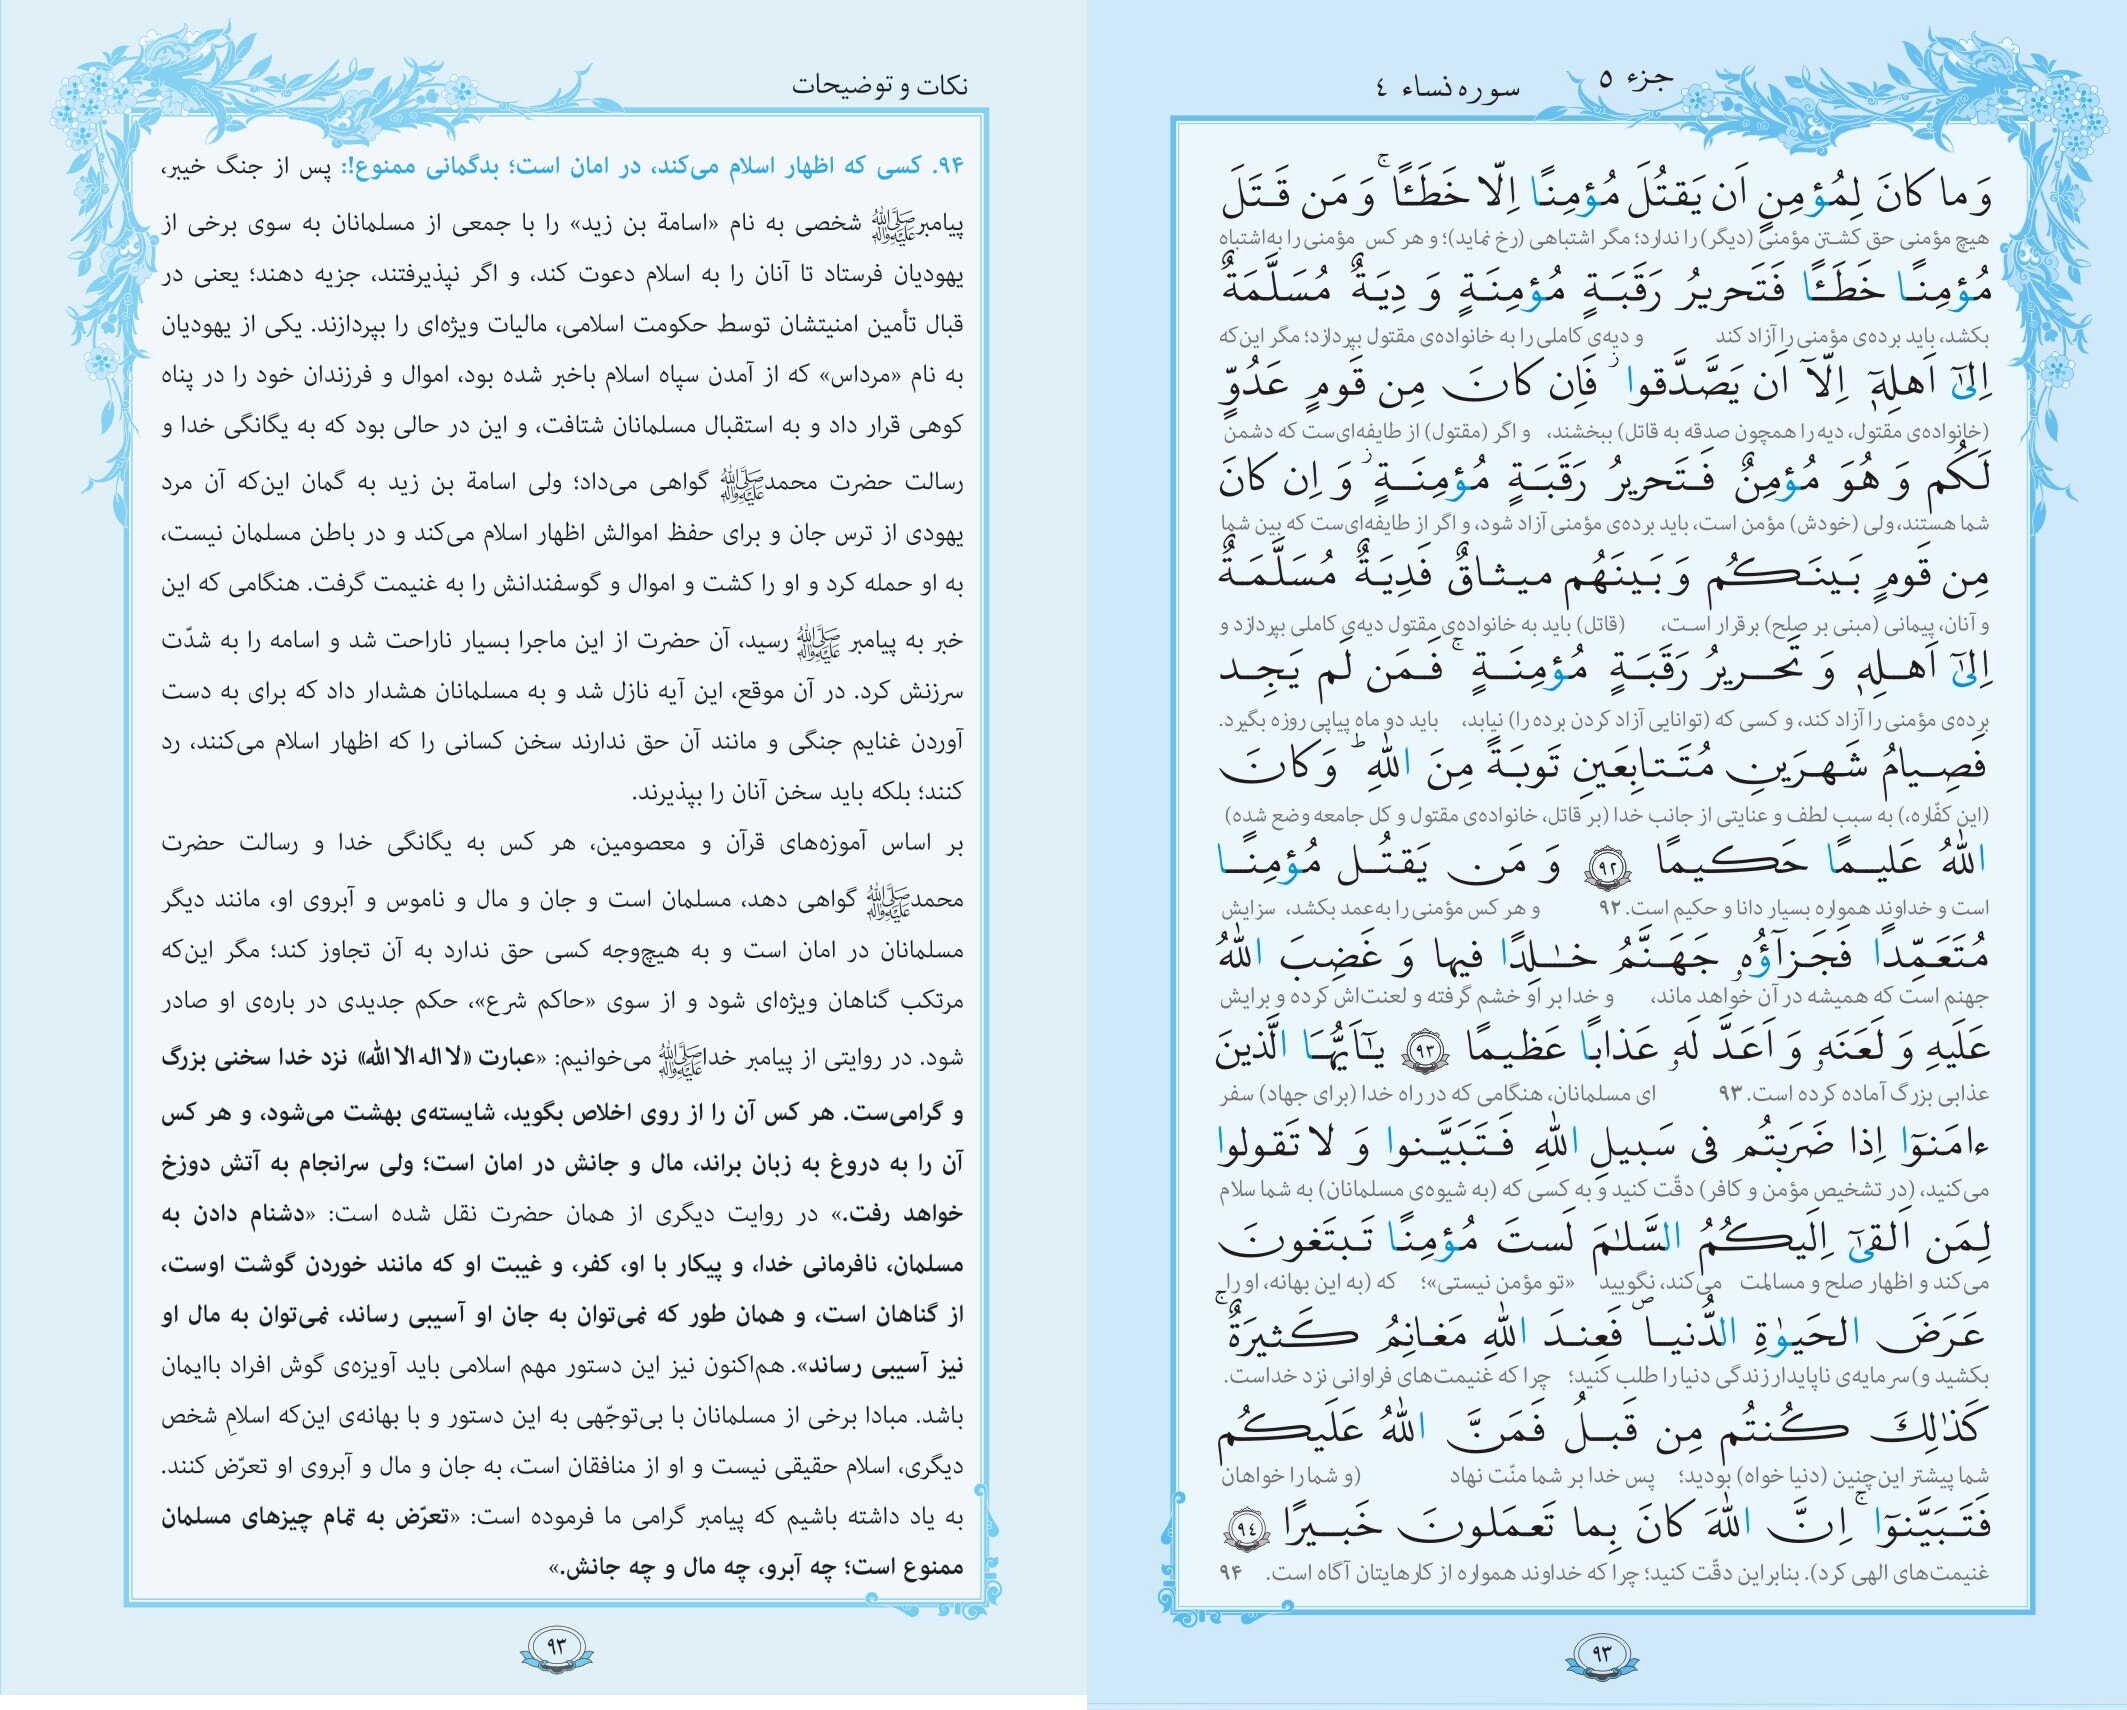 جزء ٥
سوره نساء ٤
وَ ما كانَ لِمُؤمِنٍ اَن يَقتُلَ مُؤمِنًا اِلّا خَطَـًٔا ۚ وَ مَن قَتَلَ
هیچ مؤمنی حق کشتن مؤمنی (دیگر) را ندارد؛ مگر اشتباهی (رخ نماید)؛ و هر کس مؤمنی را به‌اشتباه
مُؤمِنًا خَطَـًٔا فَتَحريرُ رَقَبَةٍ مُؤمِنَةٍ وَ دِيَةٌ مُسَلَّمَةٌ
بکشد، باید برده‌ی مؤمنی را آزاد کند و دیه‌ی کاملی را به خانواده‌ی مقتول بپردازد؛ مگر این‌که
اِلىٰٓ اَهلِهٖٓ اِلّآ اَن يَصَّدَّقوا ۚ فَاِن كانَ مِن قَومٍ عَدُوٍّ
(خانواده‌ی مقتول، دیه را همچون صدقه به قاتل) ببخشند، و اگر (مقتول) از طایفه‌ای‌ست که دشمن
لَكُم وَ هُوَ مُؤمِنٌ فَتَحريرُ رَقَبَةٍ مُؤمِنَةٍ ۖ وَ اِن كانَ
شما هستند، ولی (خودش) مؤمن است، باید برده‌ی مؤمنی آزاد شود، و اگر از طایفه‌ای‌ست که بین شما
مِن قَومٍ بَينَكُم وَ بَينَهُم ميثاقٌ فَدِيَةٌ مُسَلَّمَةٌ
و آنان، پیمانی (مبنی بر صلح) برقرار است، (قاتل) باید به خانواده‌ی مقتول دیه‌ی کاملی بپردازد و
اِلىٰٓ اَهلِهٖ وَ تَحريرُ رَقَبَةٍ مُؤمِنَةٍ ۚ فَمَن لَم يَجِد
برده‌ی مؤمنی را آزاد کند، و کسی که (توانایی آزاد کردن برده را) نیابد، باید دو ماه پیاپی روزه بگیرد.
فَصِيامُ شَهرَينِ مُتَتابِعَينِ تَوبَةً مِنَ اللهِ ؕ وَ كانَ
(این کفّاره،) به سبب لطف و عنایتی از جانب خدا (بر قاتل، خانواده‌ی مقتول و کل جامعه وضع شده)
اللهُ عَليمًا حَكيمًا ﴿٩٢﴾ وَ مَن يَقتُل مُؤمِنًا
است و خداوند همواره بسیار دانا و حکیم است. ۹۲ و هر کس مؤمنی را به‌عمد بکشد، سزایش
مُتَعَمِّدًا فَجَزآؤُهٗ جَهَنَّمُ خٰلِدًا فيها وَ غَضِبَ اللهُ
جهنم است که همیشه در آن خواهد ماند، و خدا بر او خشم گرفته و لعنت‌اش کرده و برایش
عَلَيهِ وَ لَعَنَهٗ وَ اَعَدَّ لَهٗ عَذابًا عَظيمًا ﴿٩٣﴾ يٰٓاَيُّهَا الَّذينَ
عذابی بزرگ آماده کرده است. ۹۳ ای مسلمانان، هنگامی که در راه خدا (برای جهاد) سفر
ءامَنوٓا اِذا ضَرَبتُم فى سَبيلِ اللهِ فَتَبَيَّنوا وَ لا تَقولوا
می‌کنید، (در تشخیص مؤمن و کافر) دقّت کنید و به کسی که (به شیوه‌ی مسلمانان) به شما سلام
لِمَن اَلقىٰٓ اِلَيكُمُ السَّلٰمَ لَستَ مُؤمِنًا تَبتَغونَ
می‌کند و اظهار صلح و مسالمت می‌کند، نگویید «تو مؤمن نیستی»؛ که (به این بهانه، او را
عَرَضَ الحَيوٰةِ الدُّنيا ۖ فَعِندَ اللهِ مَغانِمُ كَثيرَةٌ ۚ
بکشید و) سرمایه‌ی ناپایدار زندگی دنیا را طلب کنید؛ چرا که غنیمت‌های فراوانی نزد خداست.
كَذٰلِكَ كُنتُم مِن قَبلُ فَمَنَّ اللهُ عَلَيكُم
شما پیشتر این‌چنین (دنیا خواه) بودید؛ پس خدا بر شما منّت نهاد (و شما را خواهان
فَتَبَيَّنوٓا ۚ اِنَّ اللهَ كانَ بِما تَعمَلونَ خَبيرًا ﴿٩٤﴾
غنیمت‌های الهی کرد). بنابراین دقّت کنید؛ چرا که خداوند همواره از کارهایتان آگاه است. ۹۴
۹۳
نکات و توضیحات
۹۴. کسی که اظهار اسلام می‌کند، در امان است؛ بدگمانی ممنوع!: پس از جنگ خیبر،
پیامبرﷺ شخصی به نام «اسامة بن زید» را با جمعی از مسلمانان به سوی برخی از
یهودیان فرستاد تا آنان را به اسلام دعوت کند، و اگر نپذیرفتند، جزیه دهند؛ یعنی در
قبال تأمین امنیتشان توسط حکومت اسلامی، مالیات ویژه‌ای را بپردازند. یکی از یهودیان
به نام «مرداس» که از آمدن سپاه اسلام باخبر شده بود، اموال و فرزندان خود را در پناه
کوهی قرار داد و به استقبال مسلمانان شتافت، و این در حالی بود که به یگانگی خدا و
رسالت حضرت محمدﷺ گواهی می‌داد؛ ولی اسامة بن زید به گمان این‌که آن مرد
یهودی از ترس جان و برای حفظ اموالش اظهار اسلام می‌کند و در باطن مسلمان نیست،
به او حمله کرد و او را کشت و اموال و گوسفندانش را به غنیمت گرفت. هنگامی که این
خبر به پیامبر ﷺ رسید، آن حضرت از این ماجرا بسیار ناراحت شد و اسامه را به شدّت
سرزنش کرد. در آن موقع، این آیه نازل شد و به مسلمانان هشدار داد که برای به دست
آوردن غنایم جنگی و مانند آن حق ندارند سخن کسانی را که اظهار اسلام می‌کنند، رد
کنند؛ بلکه باید سخن آنان را بپذیرند.
بر اساس آموزه‌های قرآن و معصومین، هر کس به یگانگی خدا و رسالت حضرت
محمدﷺ گواهی دهد، مسلمان است و جان و مال و ناموس و آبروی او، مانند دیگر
مسلمانان در امان است و به هیچ‌وجه کسی حق ندارد به آن تجاوز کند؛ مگر این‌که
مرتکب گناهان ویژه‌ای شود و از سوی «حاکم شرع»، حکم جدیدی در باره‌ی او صادر
شود. در روایتی از پیامبر خداﷺ می‌خوانیم: «عبارت «لا اله الا الله» نزد خدا سخنی بزرگ
و گرامی‌ست. هر کس آن را از روی اخلاص بگوید، شایسته‌ی بهشت می‌شود، و هر کس
آن را به دروغ به زبان براند، مال و جانش در امان است؛ ولی سرانجام به آتش دوزخ
خواهد رفت.» در روایت دیگری از همان حضرت نقل شده است: «دشنام دادن به
مسلمان، نافرمانی خدا، و پیکار با او، کفر، و غیبت او که مانند خوردن گوشت اوست،
از گناهان است، و همان طور که نمی‌توان به جان او آسیبی رساند، نمی‌توان به مال او
نیز آسیبی رساند». هم‌اکنون نیز این دستور مهم اسلامی باید آویزه‌ی گوش افراد باایمان
باشد. مبادا برخی از مسلمانان با بی‌توجّهی به این دستور و با بهانه‌ی این‌که اسلامِ شخص
دیگری، اسلام حقیقی نیست و او از منافقان است، به جان و مال و آبروی او تعرّض کنند.
به یاد داشته باشیم که پیامبر گرامی ما فرموده است: «تعرّض به تمام چیزهای مسلمان
ممنوع است؛ چه آبرو، چه مال و چه جانش.»
۹۳